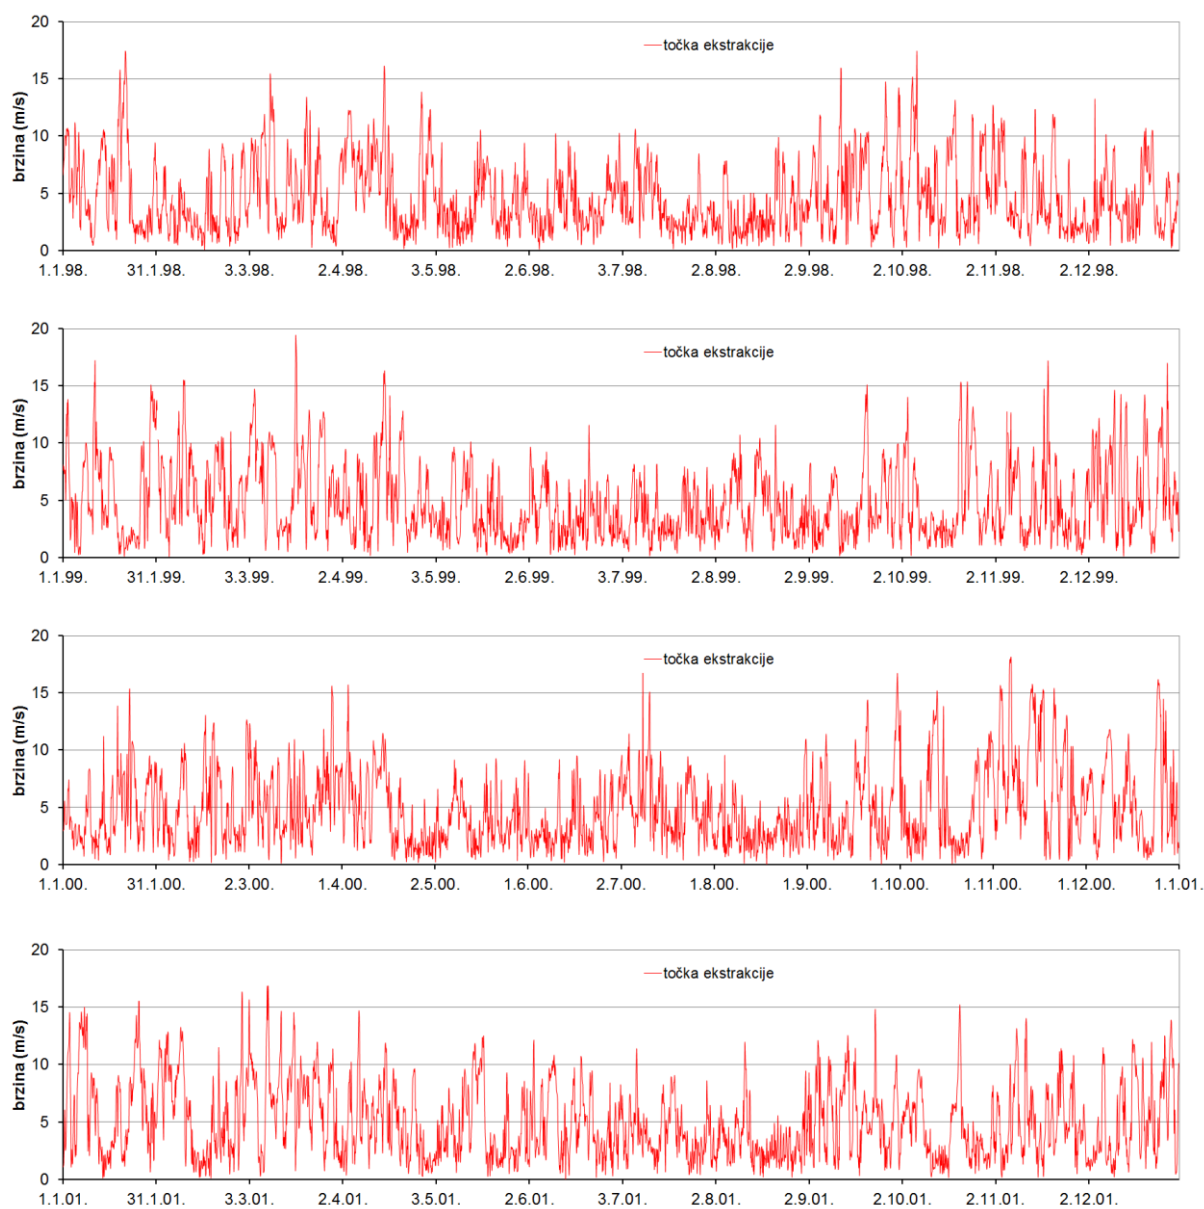 20
15
10
5
0
brzina (m/s)
točka ekstrakcije
1.1.98. 31.1.98. 3.3.98. 2.4.98. 3.5.98. 2.6.98. 3.7.98. 2.8.98. 2.9.98. 2.10.98. 2.11.98. 2.12.98.
20
15
10
5
0
brzina (m/s)
točka ekstrakcije
1.1.99. 31.1.99. 3.3.99. 2.4.99. 3.5.99. 2.6.99. 3.7.99. 2.8.99. 2.9.99. 2.10.99. 2.11.99. 2.12.99.
20
15
10
5
0
brzina (m/s)
točka ekstrakcije
1.1.00. 31.1.00. 2.3.00. 1.4.00. 2.5.00. 1.6.00. 2.7.00. 1.8.00. 1.9.00. 1.10.00. 1.11.00. 1.12.00. 1.1.01.
20
15
10
5
0
brzina (m/s)
točka ekstrakcije
1.1.01. 31.1.01. 3.3.01. 2.4.01. 3.5.01. 2.6.01. 3.7.01. 2.8.01. 2.9.01. 2.10.01. 2.11.01. 2.12.01.